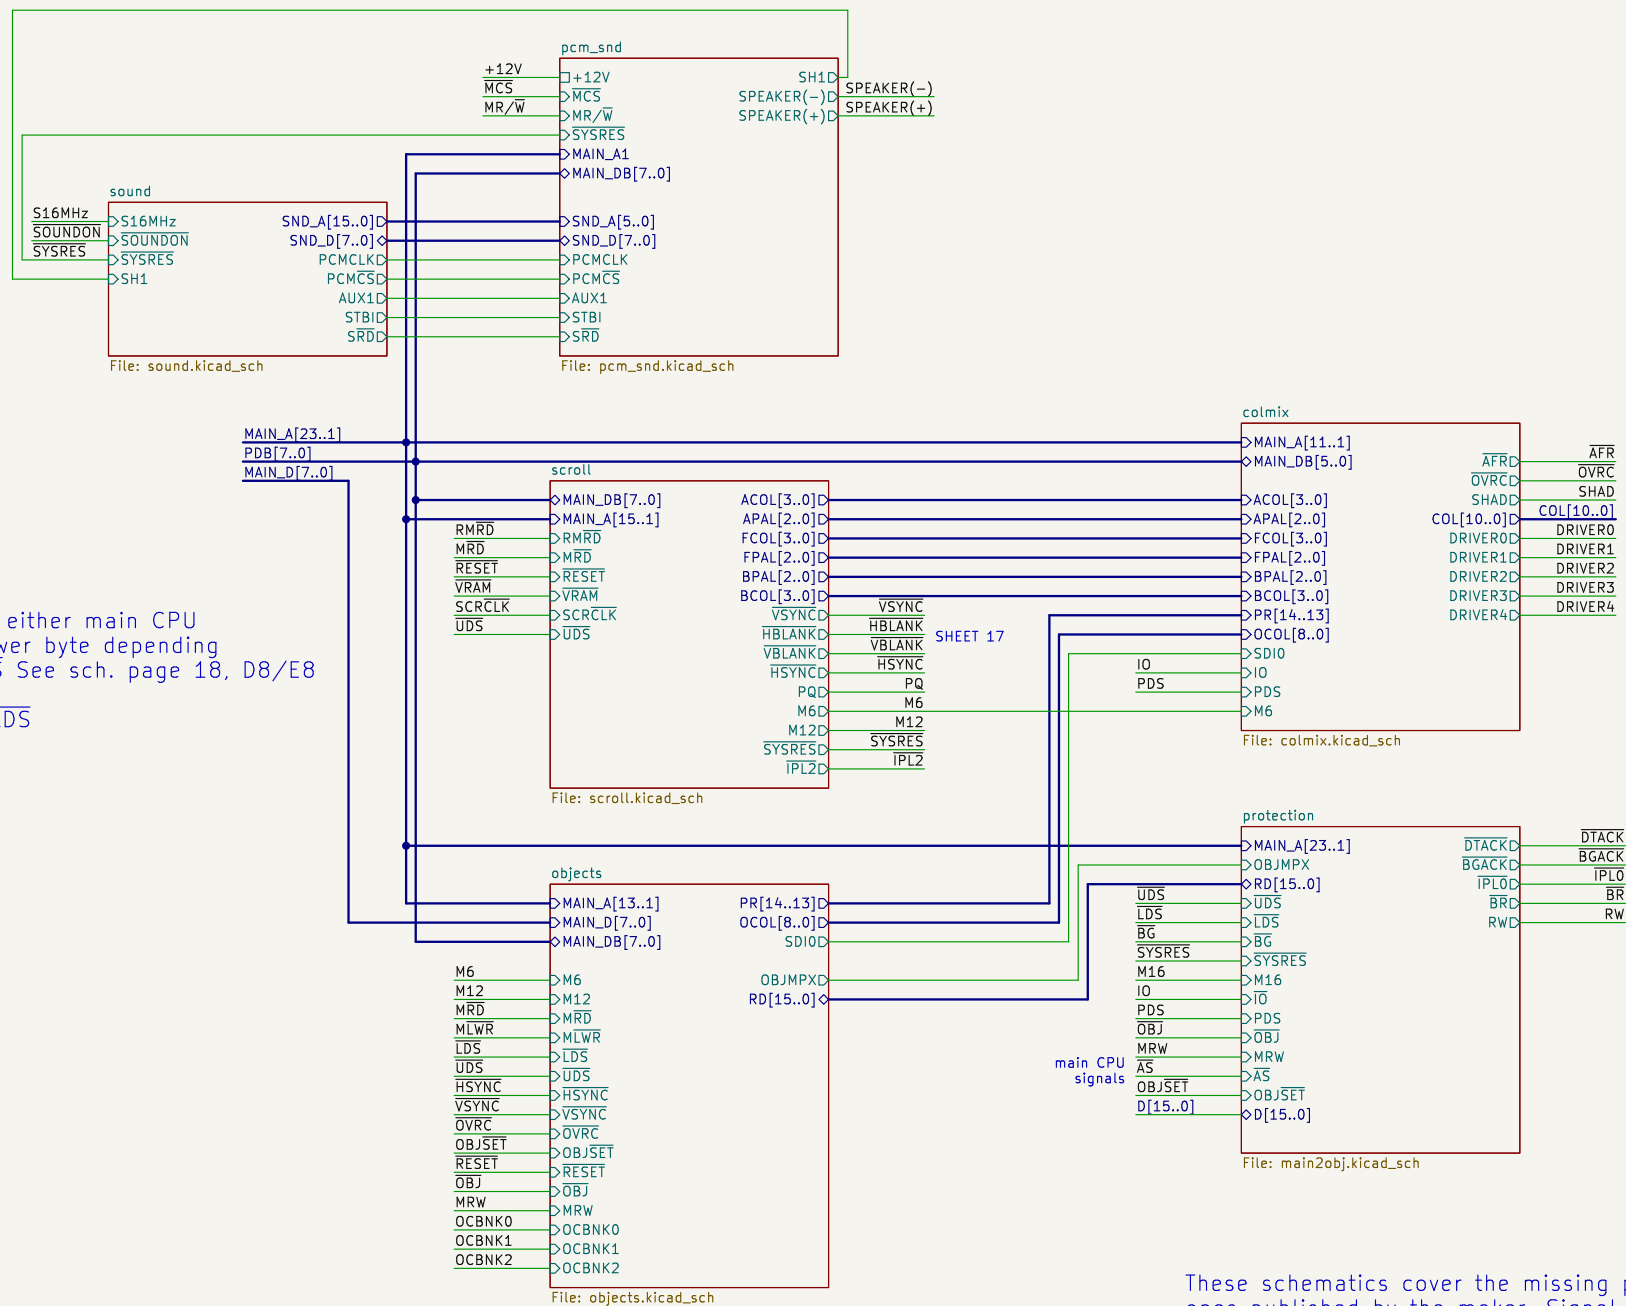 pcm_snd
+12V
MCS
MR/W
+12V
MCS
MR/W
SYSRES
MAIN_A1
MAIN_DB[7..0]
SND_A[5..0]
SND_D[7..0]
PCMCLK
PCMCS
AUX1
STBI
SRD
SH1
SPEAKER(-)
SPEAKER(+)
SPEAKER(-)
SPEAKER(+)
File: pcm_snd.kicad_sch
sound
S16MHz
SOUNDON
SYSRES
S16MHz
SOUNDON
SYSRES
SH1
SND_A[15..0]
SND_D[7..0]
PCMCLK
PCMCS
AUX1
STBI
SRD
File: sound.kicad_sch
MAIN_A[23..1]
PDB[7..0]
MAIN_D[7..0]
either main CPU
wer byte depending
See sch. page 18, D8/E8
scroll
RMRD
MRD
RESET
VRAM
SCRCLK
UDS
MAIN_DB[7..0]
MAIN_A[15..1]
RMRD
MRD
RESET
VRAM
SCRCLK
UDS
ACOL[3..0]
APAL[2..0]
FCOL[3..0]
FPAL[2..0]
BPAL[2..0]
BCOL[3..0]
VSYNC
HBLANK
VBLANK
HSYNC
PQ
M6
M12
SYSRES
IPL2
VSYNC
HBLANK
VBLANK
HSYNC
PQ
M6
M12
SYSRES
IPL2
SHEET 17
File: scroll.kicad_sch
colmix
IO
PDS
MAIN_A[11..1]
MAIN_DB[5..0]
ACOL[3..0]
APAL[2..0]
FCOL[3..0]
FPAL[2..0]
BPAL[2..0]
BCOL[3..0]
PR[14..13]
OCOL[8..0]
SDI0
IO
PDS
M6
AFR
OVRC
SHAD
COL[10..0]
DRIVER0
DRIVER1
DRIVER2
DRIVER3
DRIVER4
AFR
OVRC
SHAD
COL[10..0]
DRIVER0
DRIVER1
DRIVER2
DRIVER3
DRIVER4
File: colmix.kicad_sch
objects
M6
M12
MRD
MLWR
LDS
UDS
HSYNC
VSYNC
OVRC
OBJSET
RESET
OBJ
MRW
OCBNK0
OCBNK1
OCBNK2
MAIN_A[13..1]
MAIN_D[7..0]
MAIN_DB[7..0]
M6
M12
MRD
MLWR
LDS
UDS
HSYNC
VSYNC
OVRC
OBJSET
RESET
OBJ
MRW
OCBNK0
OCBNK1
OCBNK2
PR[14..13]
OCOL[8..0]
SDI0
OBJMPX
RD[15..0]
File: objects.kicad_sch
protection
UDS
LDS
BG
SYSRES
M16
IO
PDS
OBJ
MRW
AS
OBJSET
D[15..0]
main CPU
signals
MAIN_A[23..1]
OBJMPX
RD[15..0]
UDS
LDS
BG
SYSRES
M16
IO
PDS
OBJ
MRW
AS
OBJSET
D[15..0]
DTACK
BGACK
IPL0
BR
RW
DTACK
BGACK
IPL0
BR
RW
File: main2obj.kicad_sch
These schematics cover the missing